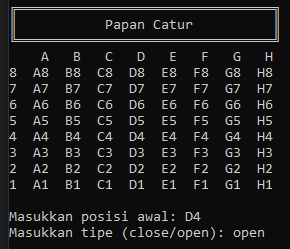 Papan Catur
A B C D E F G H
8 A8 B8 C8 D8 E8 F8 G8 H8
7 A7 B7 C7 D7 E7 F7 G7 H7
6 A6 B6 C6 D6 E6 F6 G6 H6
5 A5 B5 C5 D5 E5 F5 G5 H5
4 A4 B4 C4 D4 E4 F4 G4 H4
3 A3 B3 C3 D3 E3 F3 G3 H3
2 A2 B2 C2 D2 E2 F2 G2 H2
1 A1 B1 C1 D1 E1 F1 G1 H1
Masukkan posisi awal: D4
Masukkan tipe (close/open): open